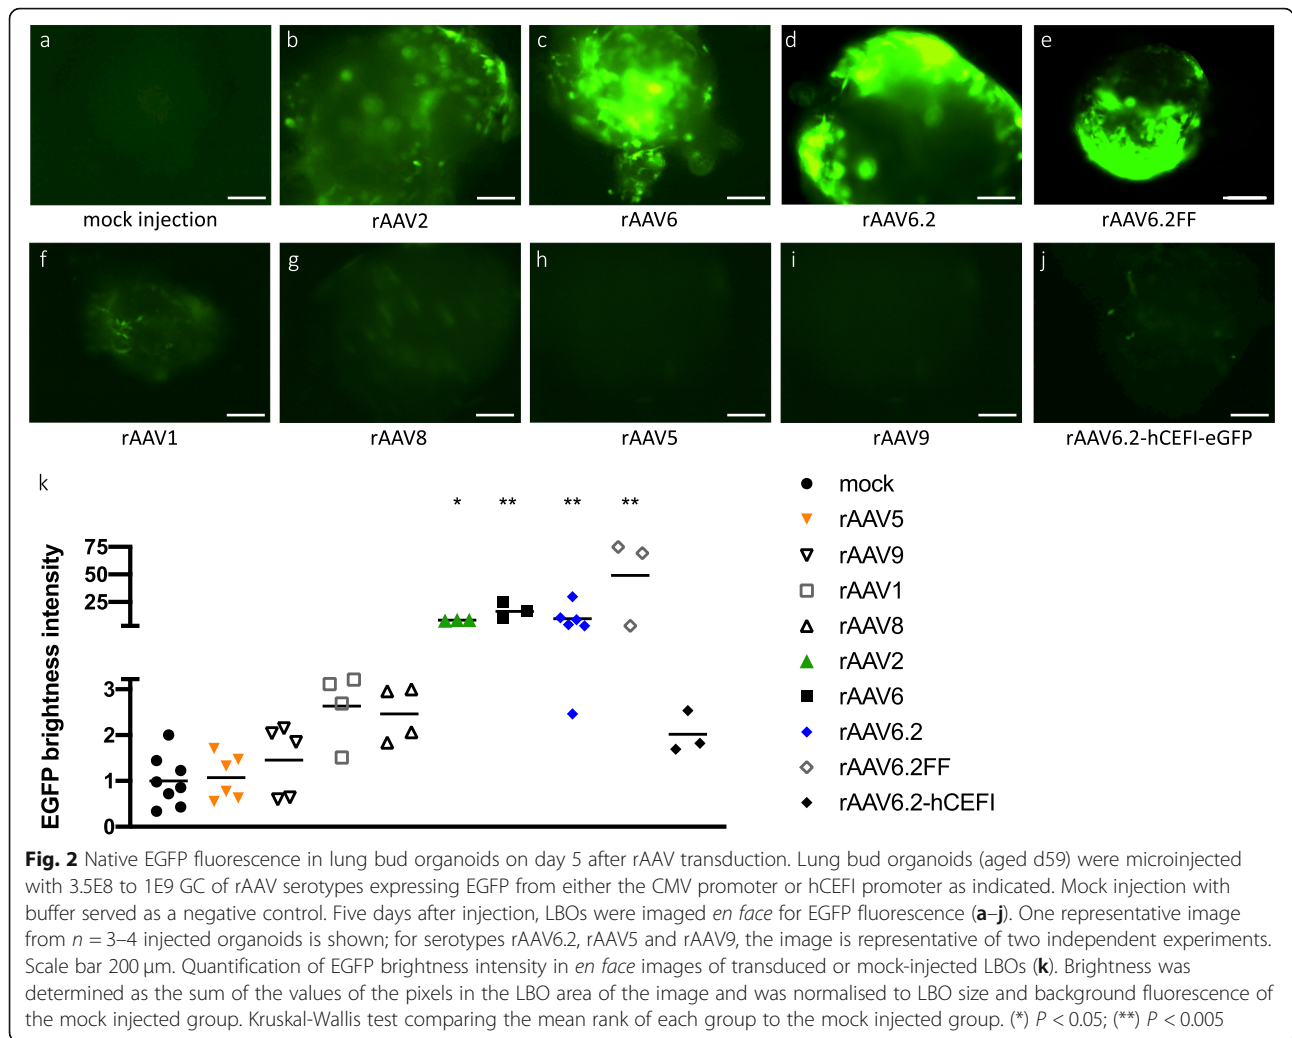 a b c d e
mock injection rAAV2 rAAV6 rAAV6.2 rAAV6.2FF
f g h i j
rAAV1 rAAV8 rAAV5 rAAV9 rAAV6.2-hCEFI-eGFP
k
* ** ** **
EGFP brightness intensity
75
50
25
3
2
1
0
mock
rAAV5
rAAV9
rAAV1
rAAV8
rAAV2
rAAV6
rAAV6.2
rAAV6.2FF
rAAV6.2-hCEFI
Fig. 2 Native EGFP fluorescence in lung bud organoids on day 5 after rAAV transduction. Lung bud organoids (aged d59) were microinjected
with 3.5E8 to 1E9 GC of rAAV serotypes expressing EGFP from either the CMV promoter or hCEFI promoter as indicated. Mock injection with
buffer served as a negative control. Five days after injection, LBOs were imaged en face for EGFP fluorescence (a–j). One representative image
from n = 3–4 injected organoids is shown; for serotypes rAAV6.2, rAAV5 and rAAV9, the image is representative of two independent experiments.
Scale bar 200 μm. Quantification of EGFP brightness intensity in en face images of transduced or mock-injected LBOs (k). Brightness was
determined as the sum of the values of the pixels in the LBO area of the image and was normalised to LBO size and background fluorescence of
the mock injected group. Kruskal-Wallis test comparing the mean rank of each group to the mock injected group. (*) P < 0.05; (**) P < 0.005